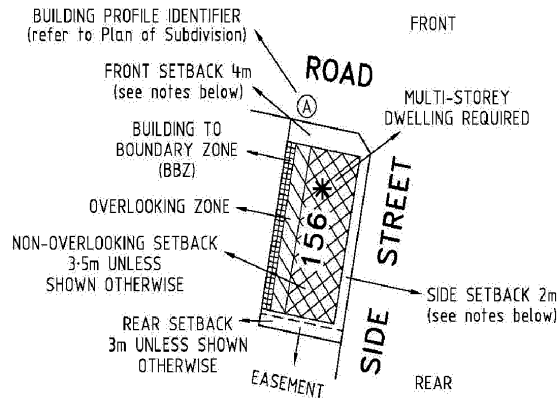 BUILDING PROFILE IDENTIFIER
(refer to Plan of Subdivision)
FRONT
ROAD
FRONT SETBACK 4m
(see notes below)
A
MULTI-STOREY
DWELLING REQUIRED
BUILDING TO
BOUNDARY ZONE
(BBZ)
OVERLOOKING ZONE
156
STREET
NON-OVERLOOKING SETBACK
3·5m UNLESS
SHOWN OTHERWISE
SIDE SETBACK 2m
(see notes below)
REAR SETBACK
3m UNLESS SHOWN
OTHERWISE
SIDE
EASEMENT
REAR